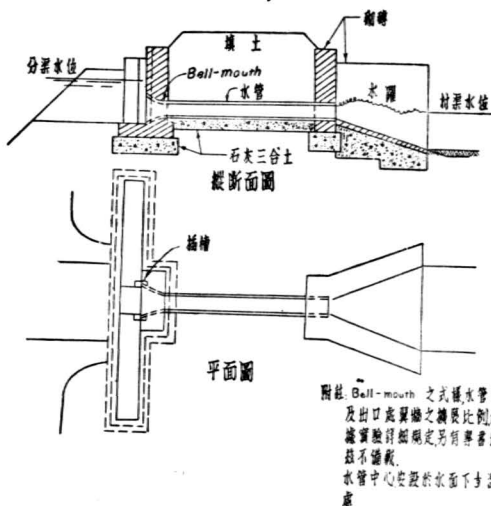 砌磚
填土
分渠水位
Bell-mouth
水管
水躍
村渠水位
石灰三合土
縱断面圖
插槽
平面圖
附註: Bell-mouth 之式樣,水管
及出口處翼牆之擴展比例,
據實驗詳細規定,另有專書
茲不備載.
水管中心安設於水面下
處